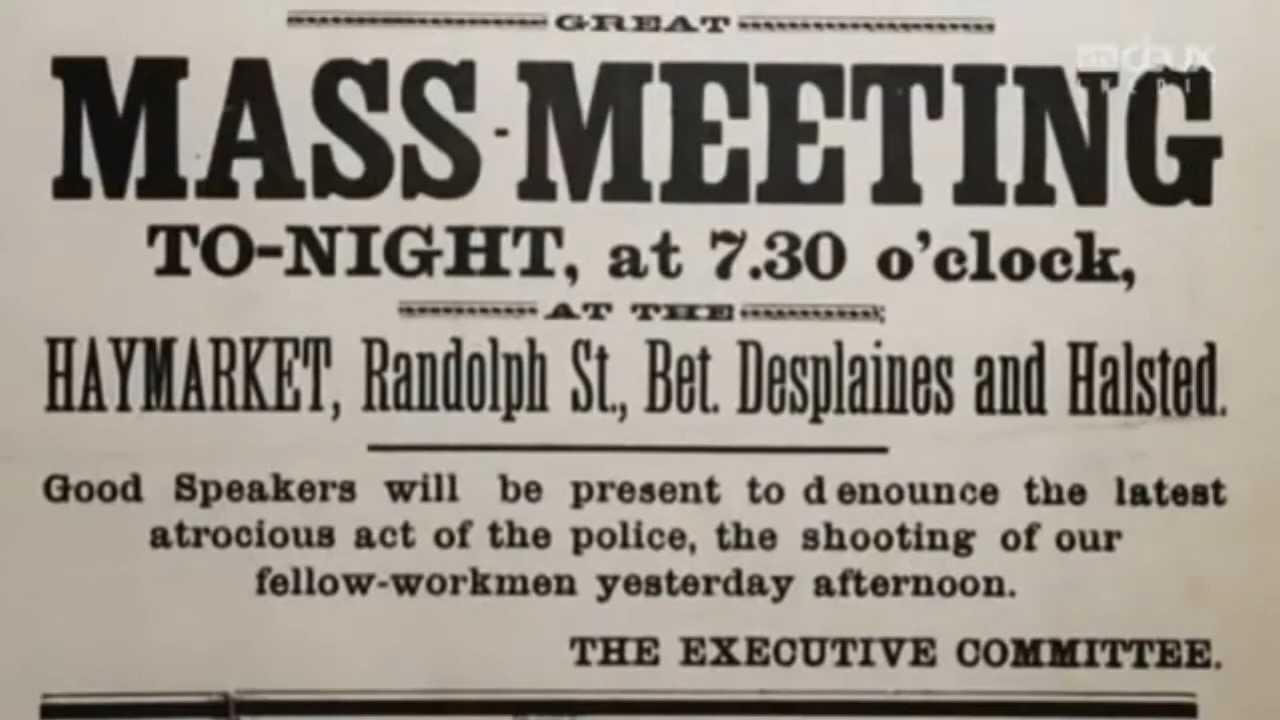 GREAT
MASS-MEETING
TO-NIGHT, at 7.30 o'clock,
AT THE
HAYMARKET, Randolph St., Bet. Desplaines and Halsted.
Good Speakers will be present to denounce the latest
atrocious act of the police, the shooting of our
fellow-workmen yesterday afternoon.
THE EXECUTIVE COMMITTEE.